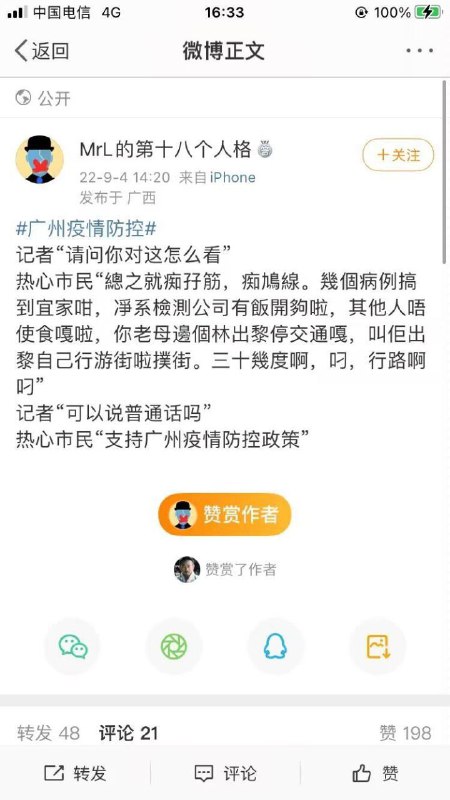 中国电信 4G 16:33 100%
返回 微博正文 ...
公开
MrL的第十八个人格
22-9-4 14:20 来自 iPhone
发布于 广西
+关注
#广州疫情防控#
记者“请问你对这怎么看”
热心市民“總之就痴孖筋，痴鳩線。幾個病例搞
到宜家咁，凈系檢測公司有飯開夠啦，其他人唔
使食嘎啦，你老母邊個林出黎停交通嘎，叫佢出
黎自己行游街啦撲街。三十幾度啊，叼，行路啊
叼”
记者“可以说普通话吗”
热心市民“支持广州疫情防控政策”
赞赏作者
赞赏了作者
转发 48 评论 21 赞 198
转发 评论 赞